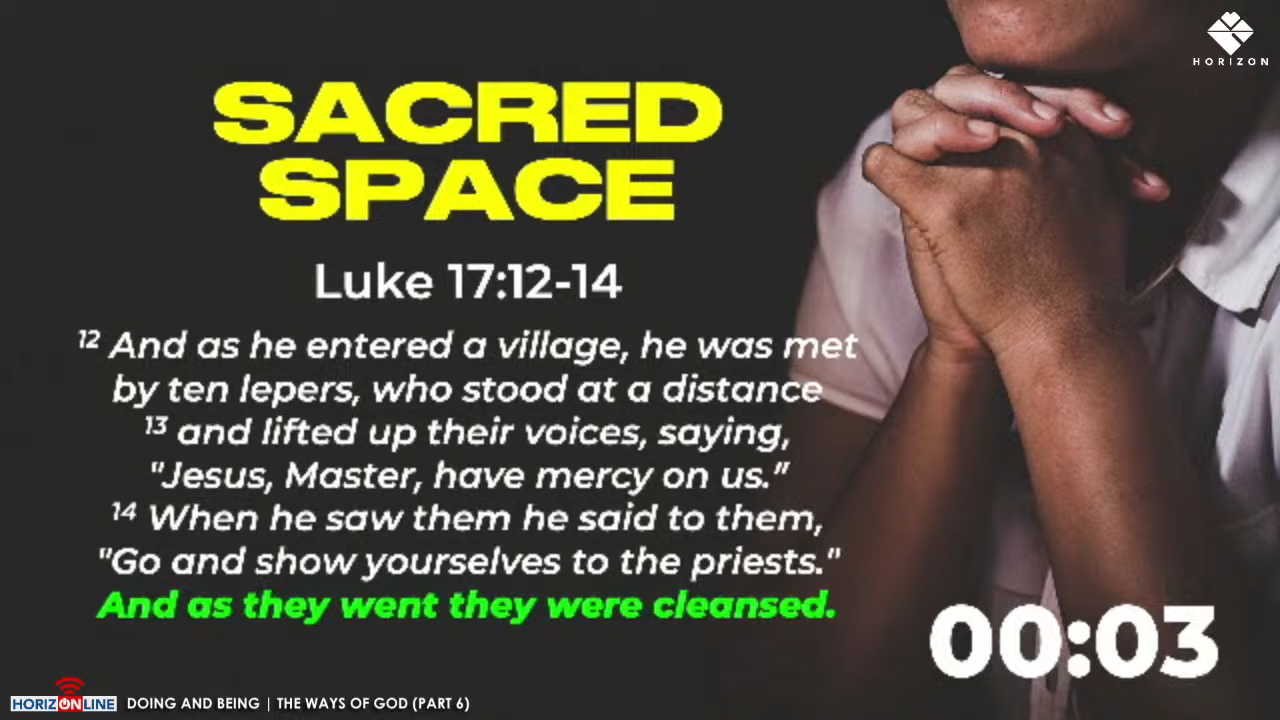 HORIZON
SACRED
SPACE
Luke 17:12-14
12 And as he entered a village, he was met
by ten lepers, who stood at a distance
13 and lifted up their voices, saying,
"Jesus, Master, have mercy on us."
14 When he saw them he said to them,
"Go and show yourselves to the priests."
And as they went they were cleansed.
00:03
HORIZONLINE DOING AND BEING | THE WAYS OF GOD (PART 6)